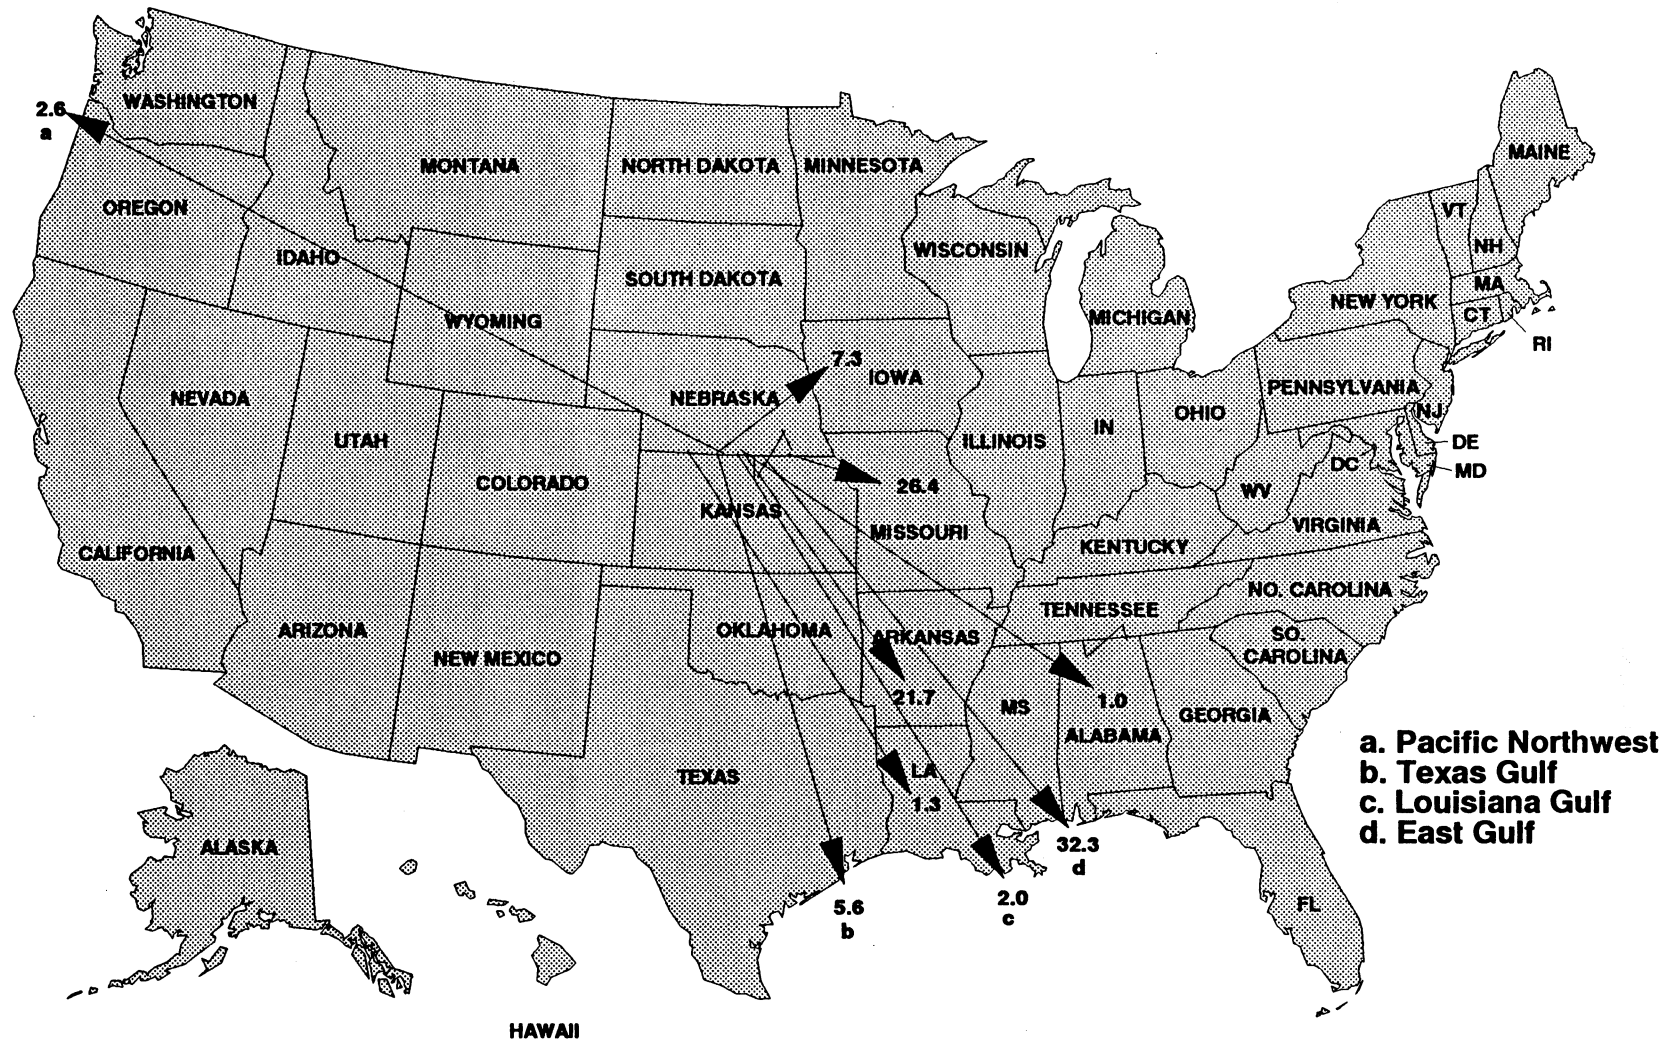 WASHINGTON
2.6
a
MONTANA
NORTH DAKOTA
MINNESOTA
MAINE
OREGON
VT
IDAHO
WISCONSIN
NH
SOUTH DAKOTA
MA
NEW YORK
WYOMING
MICHIGAN
CT
RI
7.3
IOWA
NEVADA
NEBRASKA
PENNSYLVANIA
NJ
OHIO
UTAH
ILLINOIS
IN
DE
DC
MD
COLORADO
26.4
WV
KANSAS
MISSOURI
VIRGINIA
CALIFORNIA
KENTUCKY
NO. CAROLINA
TENNESSEE
ARIZONA
OKLAHOMA
ARKANSAS
SO.
CAROLINA
NEW MEXICO
21.7
1.0
MS
GEORGIA
ALABAMA
a. Pacific Northwest
b. Texas Gulf
c. Louisiana Gulf
d. East Gulf
TEXAS
LA
1.3
ALASKA
32.3
d
5.6
b
2.0
c
FL
HAWAII